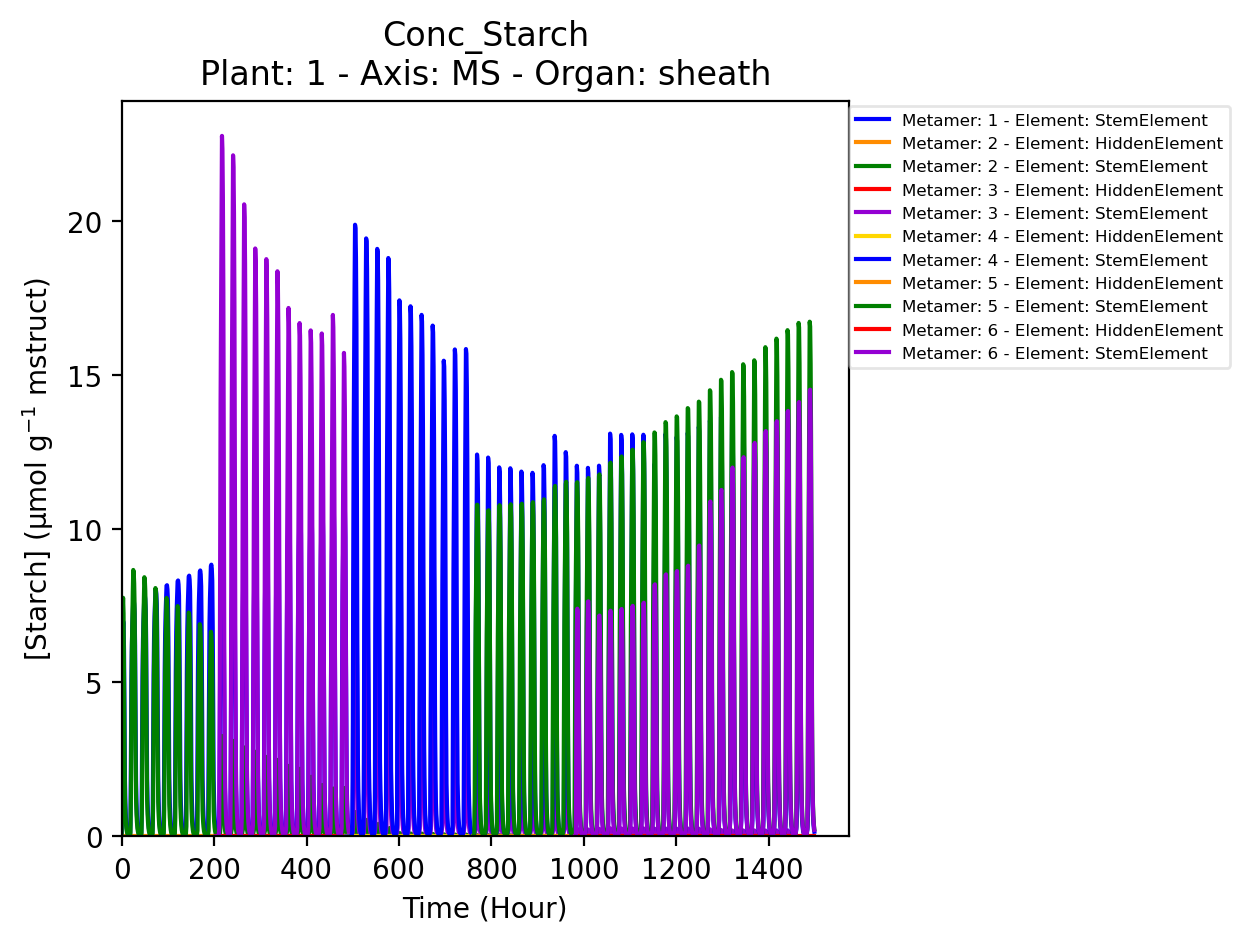 Conc_Starch
Plant: 1 - Axis: MS - Organ: sheath
[Starch] (µmol g⁻¹ mstruct)
20
15
10
5
0
0 200 400 600 800 1000 1200 1400
Time (Hour)
Metamer: 1 - Element: StemElement
Metamer: 2 - Element: HiddenElement
Metamer: 2 - Element: StemElement
Metamer: 3 - Element: HiddenElement
Metamer: 3 - Element: StemElement
Metamer: 4 - Element: HiddenElement
Metamer: 4 - Element: StemElement
Metamer: 5 - Element: HiddenElement
Metamer: 5 - Element: StemElement
Metamer: 6 - Element: HiddenElement
Metamer: 6 - Element: StemElement